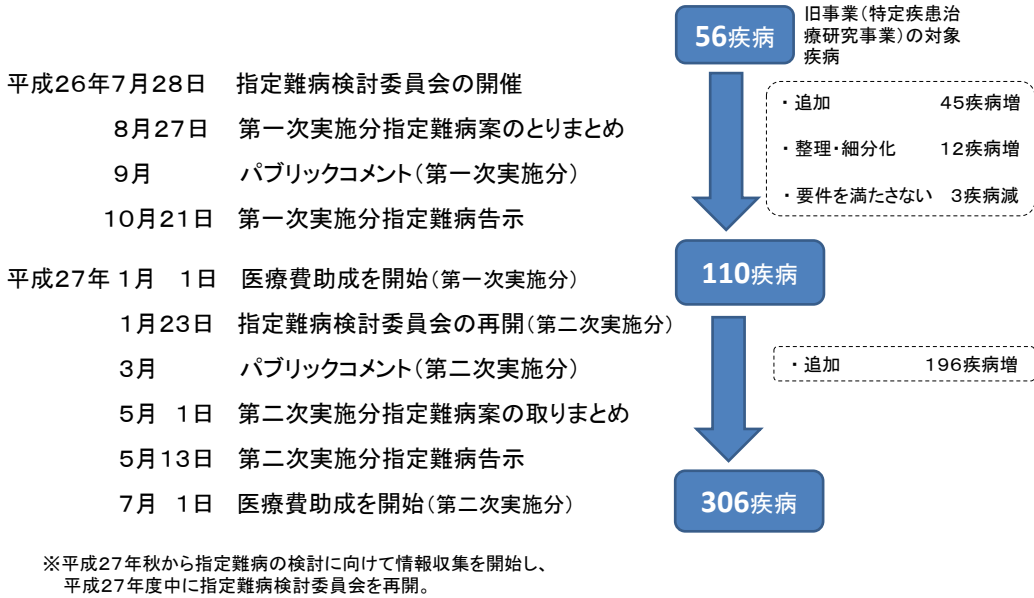 56疾病
旧事業(特定疾患治
療研究事業)の対象
疾病
平成26年7月28日 指定難病検討委員会の開催
8月27日 第一次実施分指定難病案のとりまとめ
9月 パブリックコメント(第一次実施分)
10月21日 第一次実施分指定難病告示
・追加 45疾病増
・整理・細分化 12疾病増
・要件を満たさない 3疾病減
110疾病
平成27年 1月 1日 医療費助成を開始(第一次実施分)
1月23日 指定難病検討委員会の再開(第二次実施分)
3月 パブリックコメント(第二次実施分)
5月 1日 第二次実施分指定難病案の取りまとめ
5月13日 第二次実施分指定難病告示
7月 1日 医療費助成を開始(第二次実施分)
・追加 196疾病増
306疾病
※平成27年秋から指定難病の検討に向けて情報収集を開始し、
平成27年度中に指定難病検討委員会を再開。